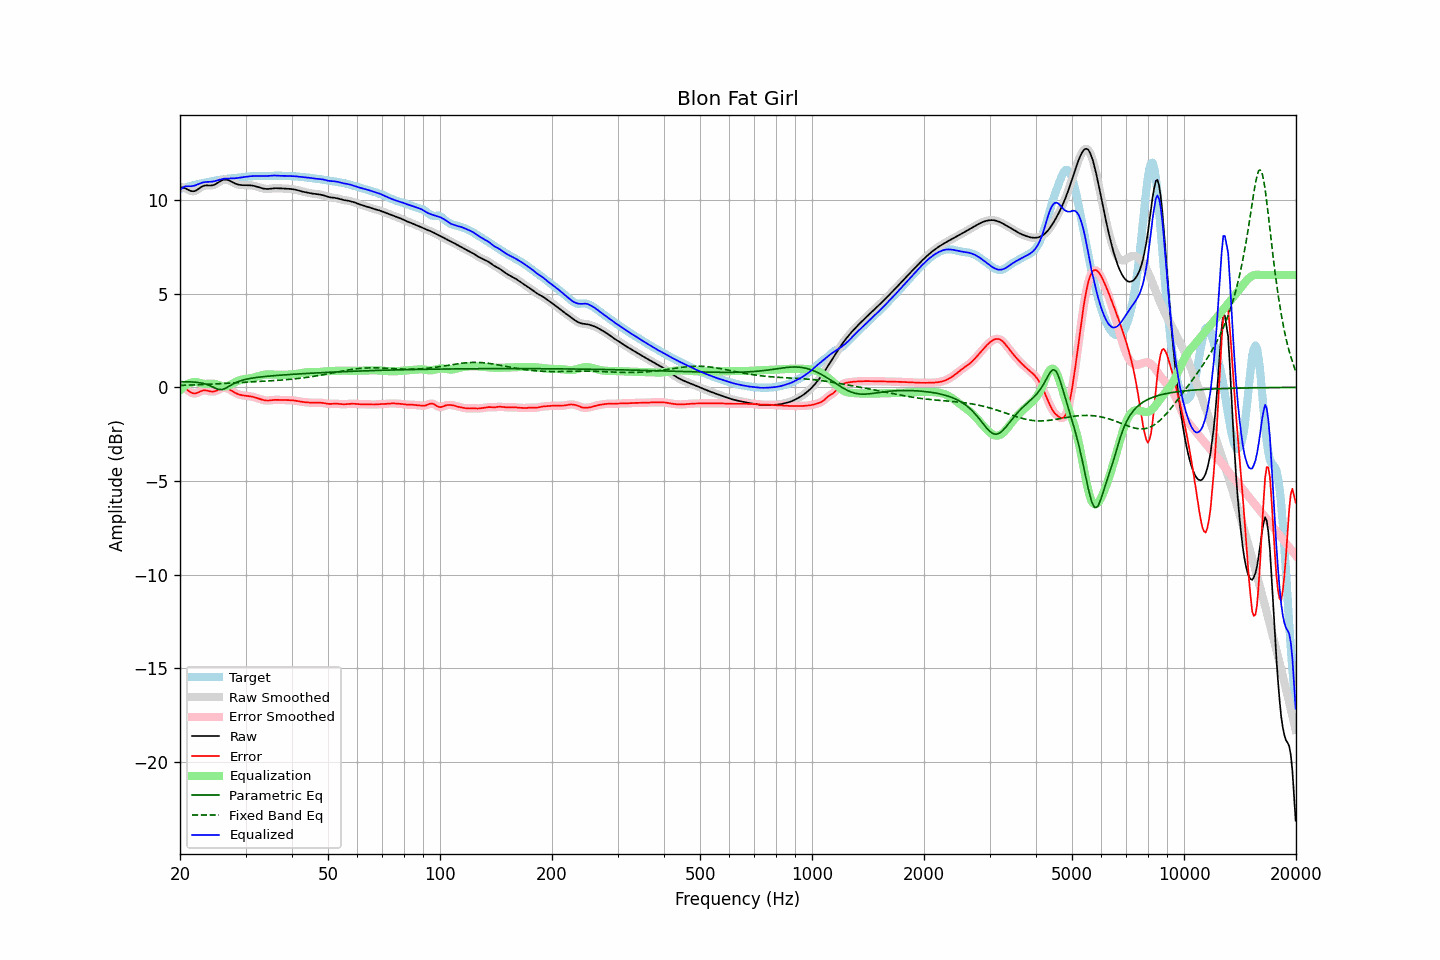 Blon Fat Girl
Amplitude (dBr)
10
5
0
−5
−10
−15
−20
Target
Raw Smoothed
Error Smoothed
Raw
Error
Equalization
Parametric Eq
Fixed Band Eq
Equalized
20 50 100 200 500 1000 2000 5000 10000 20000
Frequency (Hz)